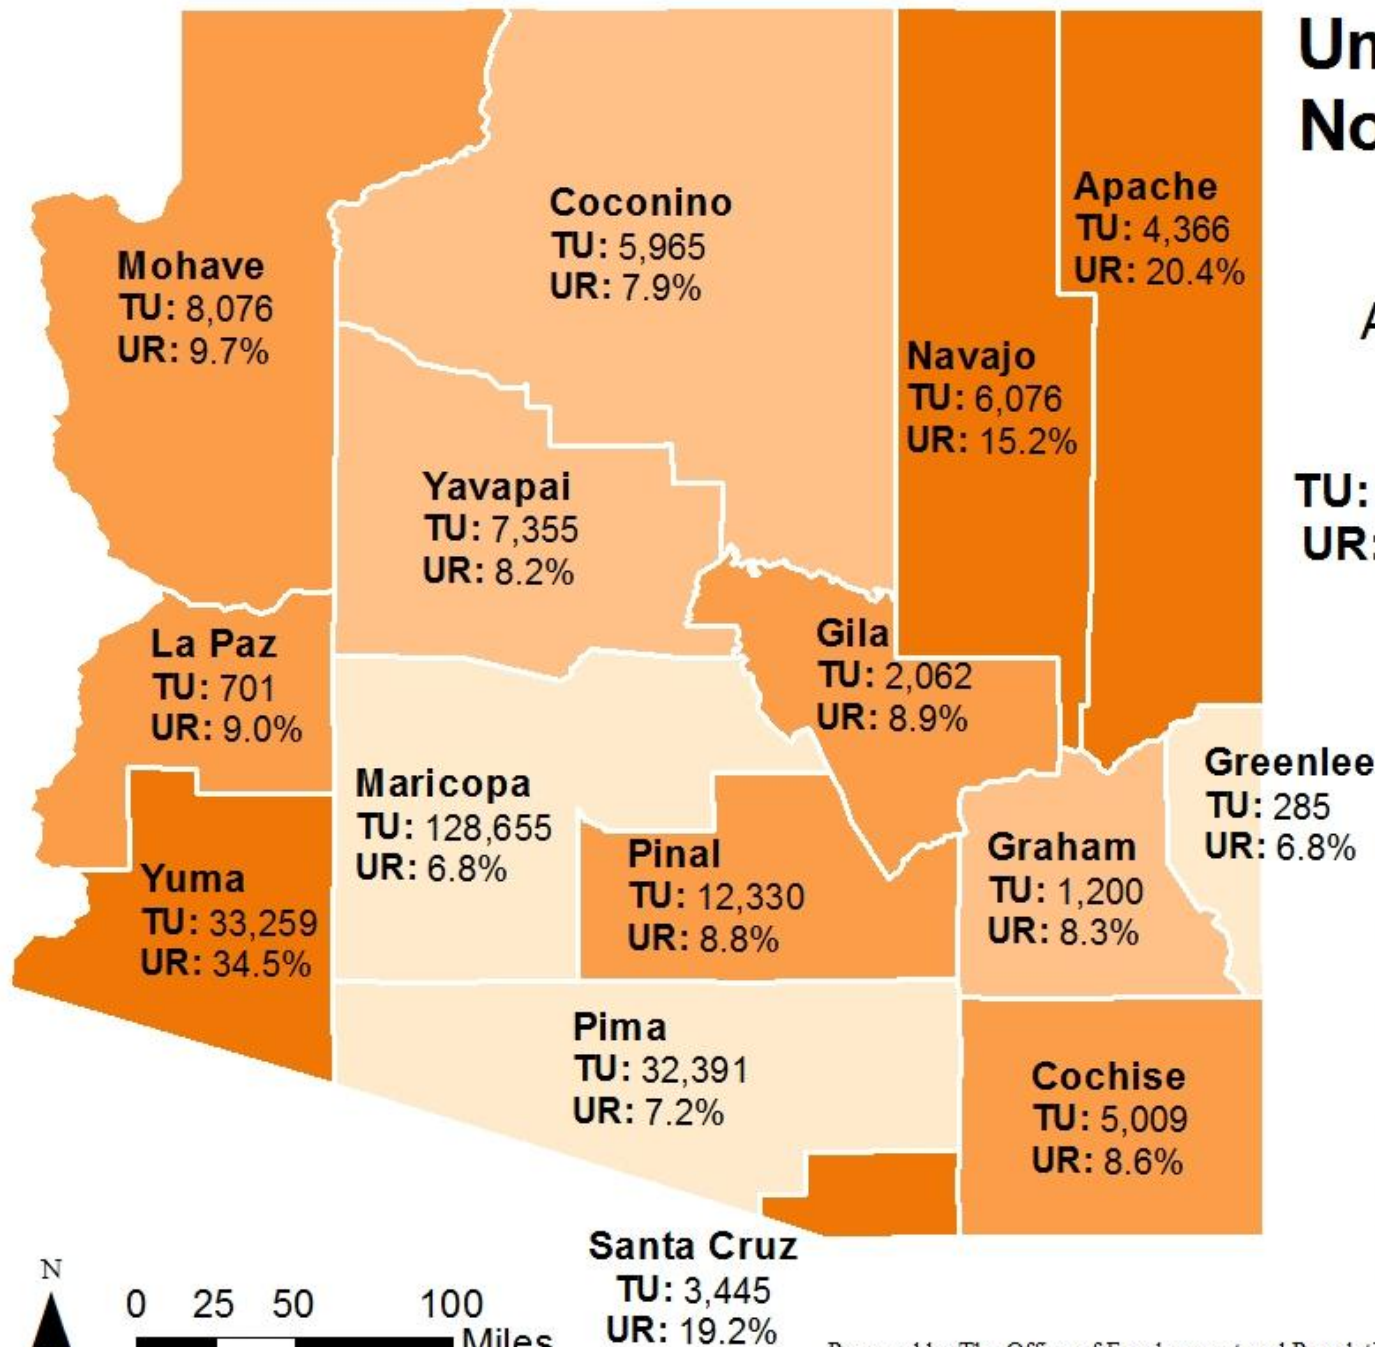 Mohave
TU: 8,076
UR: 9.7%
Coconino
TU: 5,965
UR: 7.9%
Navajo
TU: 6,076
UR: 15.2%
Apache
TU: 4,366
UR: 20.4%
Yavapai
TU: 7,355
UR: 8.2%
La Paz
TU: 701
UR: 9.0%
Gila
TU: 2,062
UR: 8.9%
Maricopa
TU: 128,655
UR: 6.8%
Pinal
TU: 12,330
UR: 8.8%
Graham
TU: 1,200
UR: 8.3%
Greenlee
TU: 285
UR: 6.8%
Yuma
TU: 33,259
UR: 34.5%
Pima
TU: 32,391
UR: 7.2%
Cochise
TU: 5,009
UR: 8.6%
Santa Cruz
TU: 3,445
UR: 19.2%
TU:
UR:
N
0 25 50 100
Miles